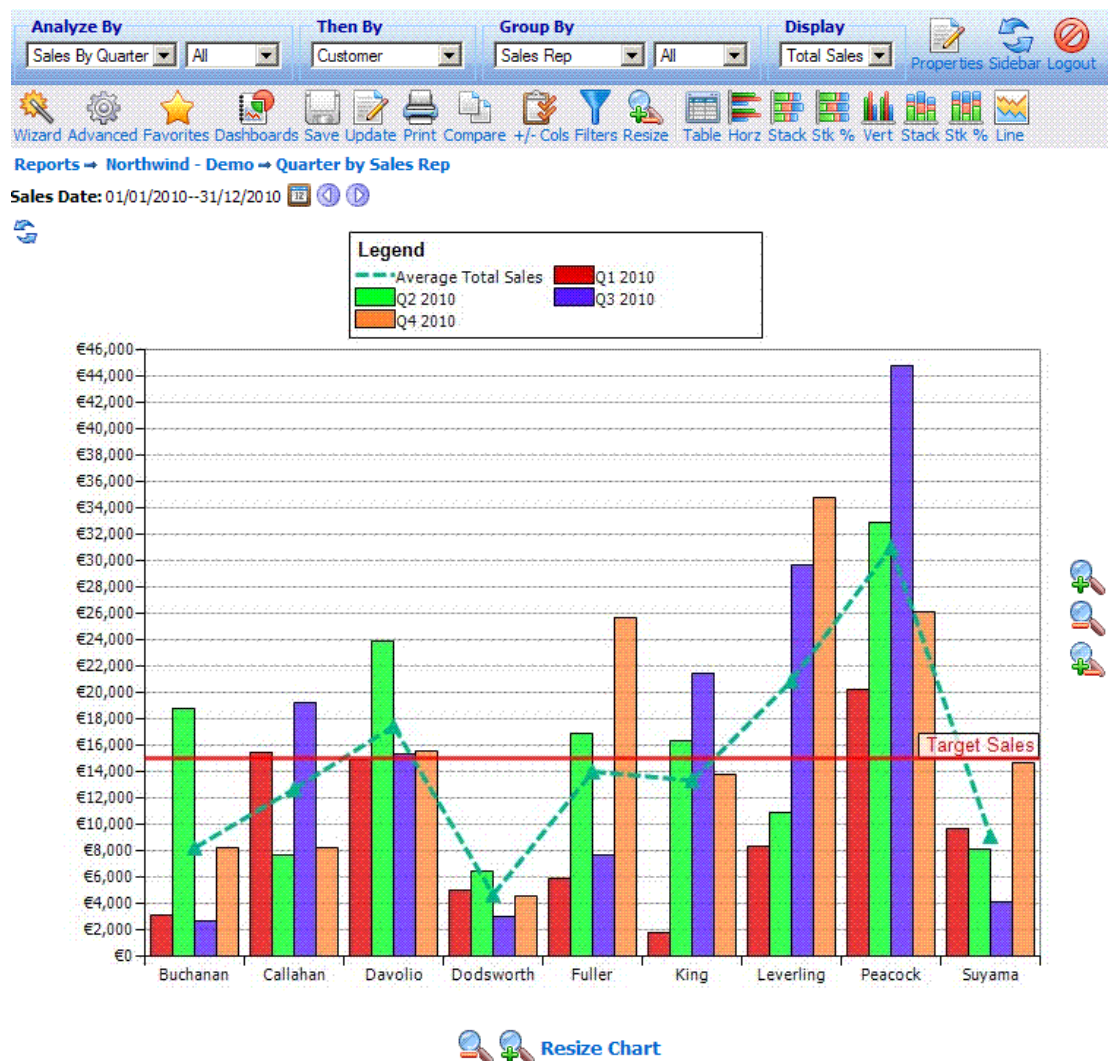 Analyze By Then By Group By Display
Sales By Quarter All Customer Sales Rep All Total Sales Properties Sidebar Logout
Wizard Advanced Favorites Dashboards Save Update Print Compare +/- Cols Filters Resize Table Horz Stack Stk % Vert Stack Stk % Line
Reports ➡ Northwind - Demo ➡ Quarter by Sales Rep
Sales Date: 01/01/2010--31/12/2010 12
Legend
Average Total Sales Q1 2010
Q2 2010 Q3 2010
Q4 2010
€46,000
€44,000
€42,000
€40,000
€38,000
€36,000
€34,000
€32,000
€30,000
€28,000
€26,000
€24,000
€22,000
€20,000
€18,000
€16,000
Target Sales
€14,000
€12,000
€10,000
€8,000
€6,000
€4,000
€2,000
€0
Buchanan Callahan Davolio Dodsworth Fuller King Leverling Peacock Suyama
Resize Chart